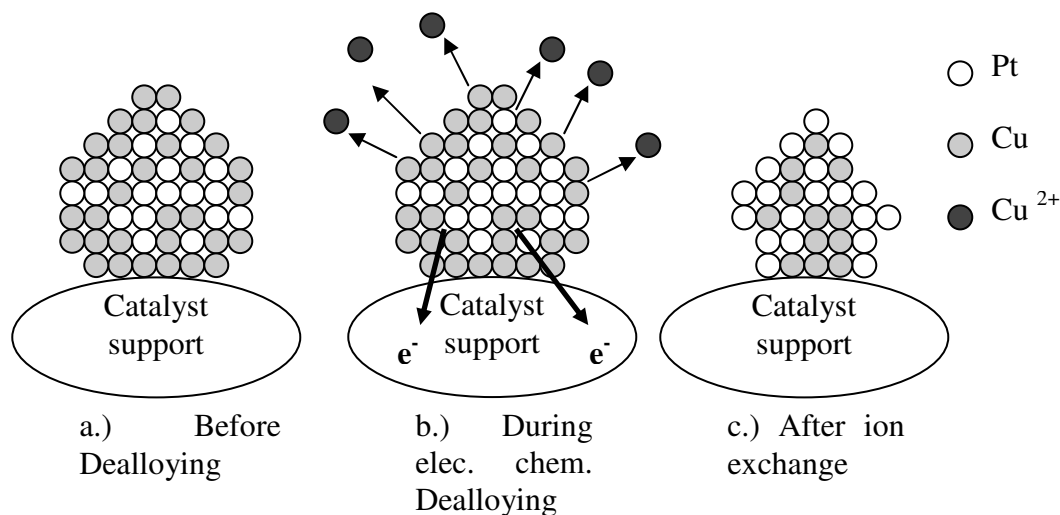 Pt
Cu
Cu 2+
Catalyst
support
Catalyst
support
e-
e-
Catalyst
support
a.) Before
Dealloying
b.) During
elec. chem.
Dealloying
c.) After ion
exchange